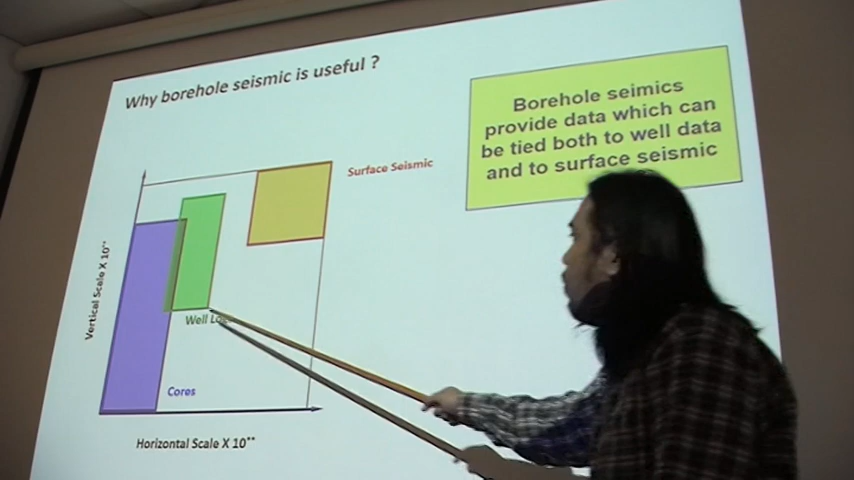 Why borehole seismic is useful ?
Borehole seimics
provide data which can
be tied both to well data
and to surface seismic
Surface Seismic
Vertical Scale X 10**
Well
Cores
Horizontal Scale X 10**